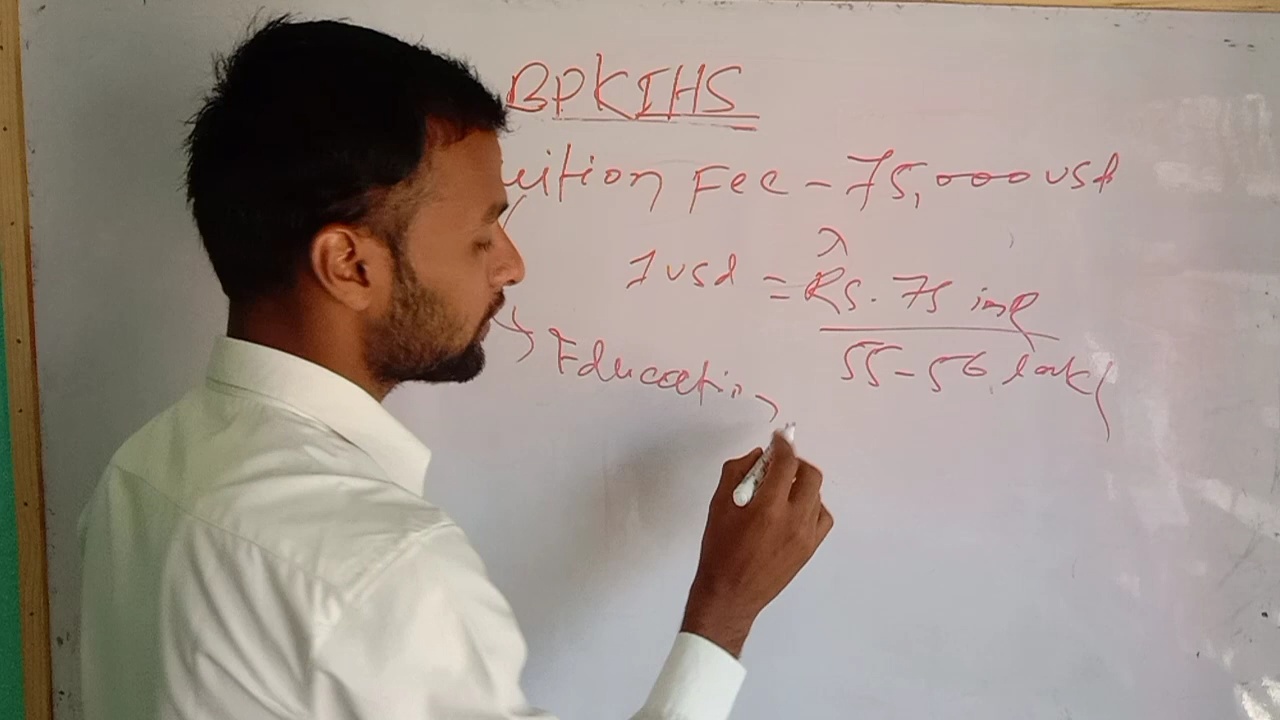 BPKIHS
uition Fee - 75,000 usd
1 usd = Rs. 75 inR
55-56 lakh
Education